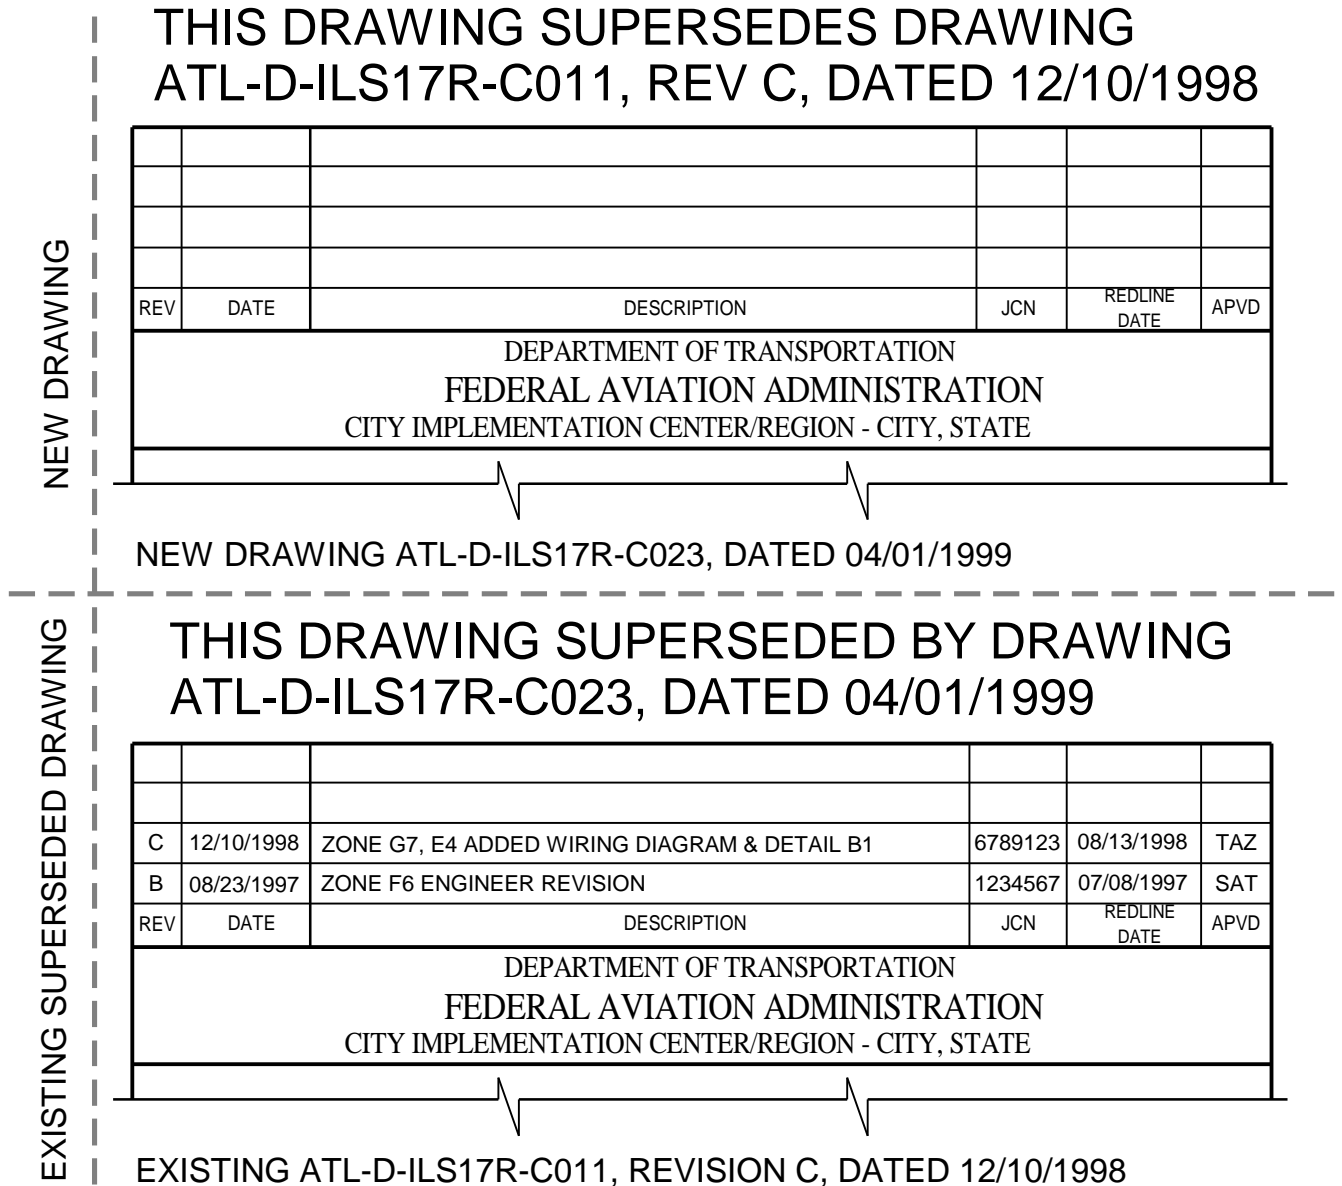 THIS DRAWING SUPERSEDES DRAWING
ATL-D-ILS17R-C011, REV C, DATED 12/10/1998
NEW DRAWING
REV DATE DESCRIPTION JCN REDLINE DATE APVD
DEPARTMENT OF TRANSPORTATION
FEDERAL AVIATION ADMINISTRATION
CITY IMPLEMENTATION CENTER/REGION - CITY, STATE
NEW DRAWING ATL-D-ILS17R-C023, DATED 04/01/1999
EXISTING SUPERSEDED DRAWING
THIS DRAWING SUPERSEDED BY DRAWING
ATL-D-ILS17R-C023, DATED 04/01/1999
C 12/10/1998 ZONE G7, E4 ADDED WIRING DIAGRAM & DETAIL B1 6789123 08/13/1998 TAZ
B 08/23/1997 ZONE F6 ENGINEER REVISION 1234567 07/08/1997 SAT
REV DATE DESCRIPTION JCN REDLINE DATE APVD
DEPARTMENT OF TRANSPORTATION
FEDERAL AVIATION ADMINISTRATION
CITY IMPLEMENTATION CENTER/REGION - CITY, STATE
EXISTING ATL-D-ILS17R-C011, REVISION C, DATED 12/10/1998